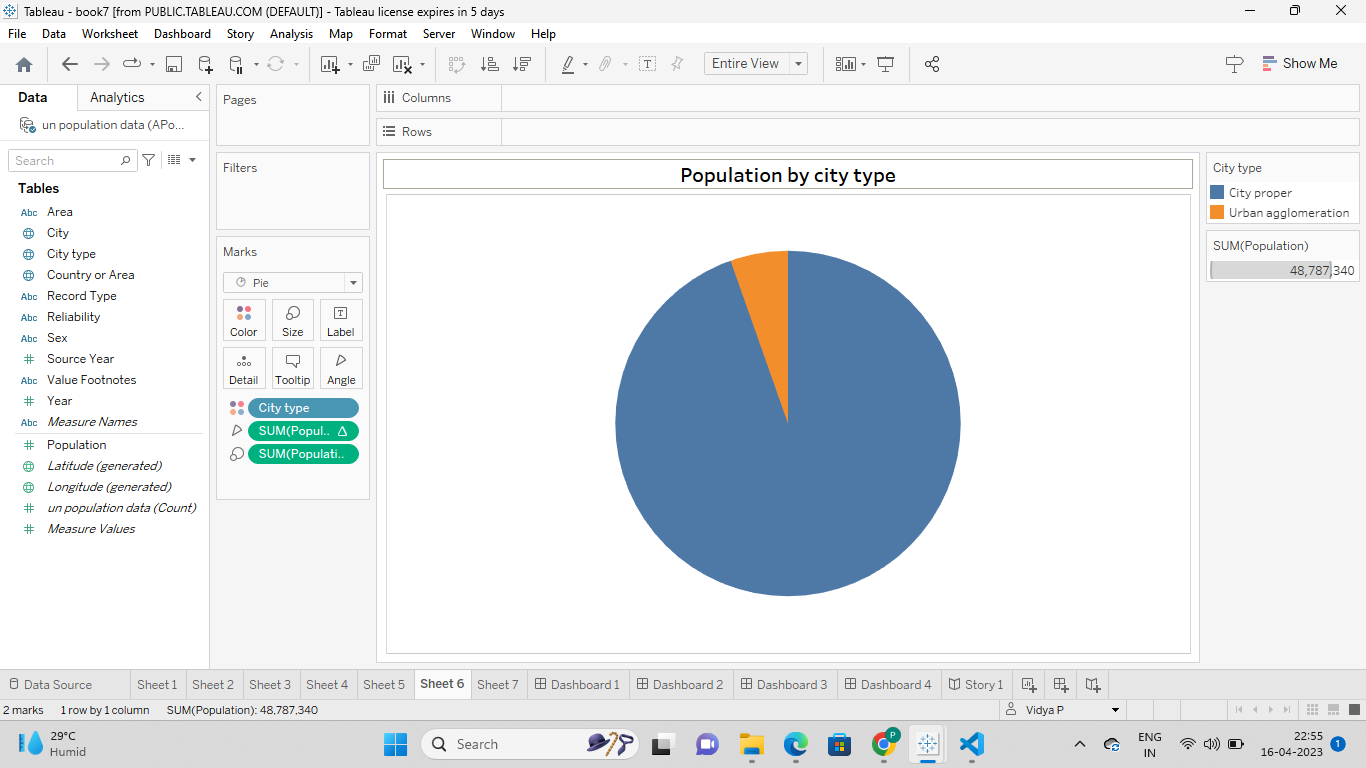 Tableau - book7 [from PUBLIC.TABLEAU.COM (DEFAULT)] - Tableau license expires in 5 days
File Data Worksheet Dashboard Story Analysis Map Format Server Window Help
Entire View
Show Me
Data Analytics
un population data (APo...
Search
Tables
Abc Area
City
City type
Country or Area
Abc Record Type
Abc Reliability
Abc Sex
Source Year
Abc Value Footnotes
Year
Abc Measure Names
Population
Latitude (generated)
Longitude (generated)
un population data (Count)
Measure Values
Pages
Filters
Marks
Pie
Color Size Label
Detail Tooltip Angle
City type
SUM(Popul.. Δ
SUM(Populati..
Columns
Rows
Population by city type
City type
City proper
Urban agglomeration
SUM(Population)
48,787,340
Data Source Sheet 1 Sheet 2 Sheet 3 Sheet 4 Sheet 5 Sheet 6 Sheet 7 Dashboard 1 Dashboard 2 Dashboard 3 Dashboard 4 Story 1
2 marks 1 row by 1 column SUM(Population): 48,787,340 Vidya P
29°C
Humid
Search
P
ENG
IN
22:55
16-04-2023
1